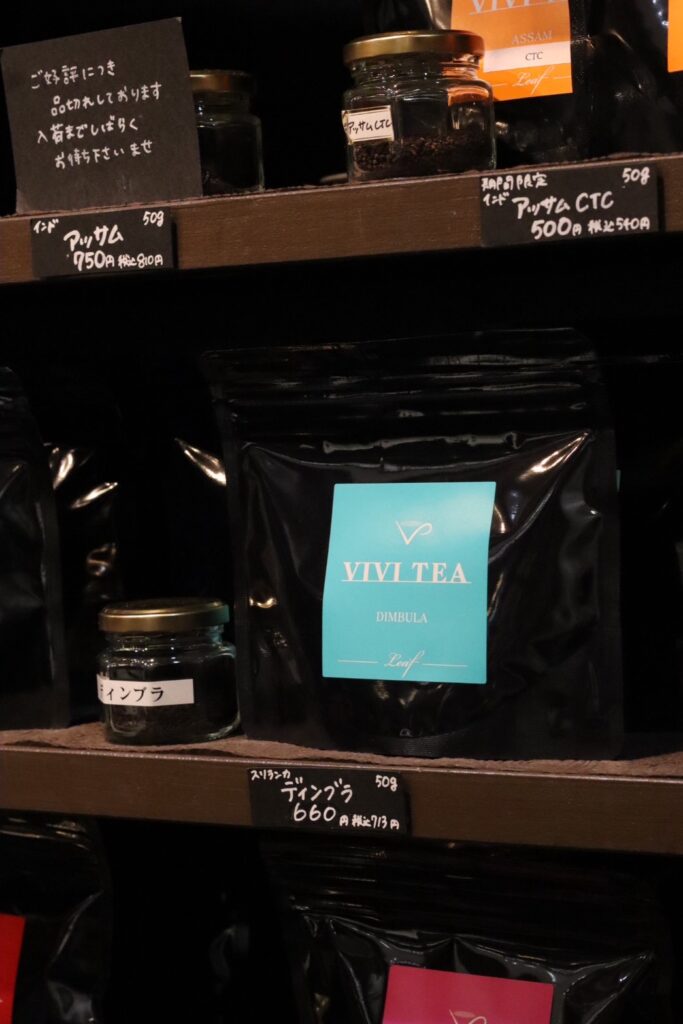 ご好評につき
品切れしております
入荷まで しばらく
お待ち下さいませ
インド
50g
アッサム
750円 税込810円
アッサムCTC
VIVI T
ASSAM
CTC
Leaf
期間限定
インド
50g
アッサム CTC
500円 税込540円
VIVI TEA
DIMBULA
Leaf
ディンブラ
スリランカ
50g
ディンブラ
660円 税込713円